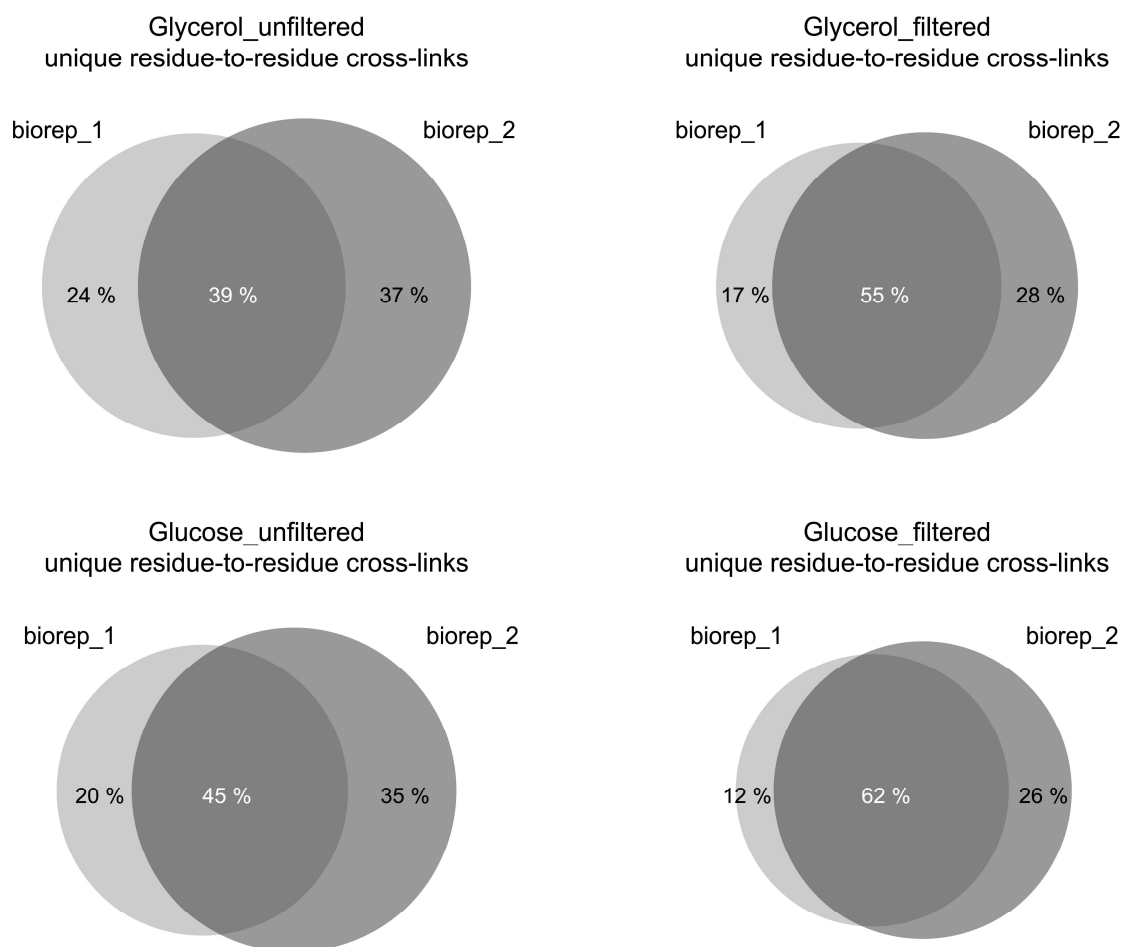 Glycerol_unfiltered
unique residue-to-residue cross-links
biorep_1
biorep_2
24 %
39 %
37 %
Glycerol_filtered
unique residue-to-residue cross-links
biorep_1
biorep_2
17 %
55 %
28 %
Glucose_unfiltered
unique residue-to-residue cross-links
biorep_1
biorep_2
20 %
45 %
35 %
Glucose_filtered
unique residue-to-residue cross-links
biorep_1
biorep_2
12 %
62 %
26 %